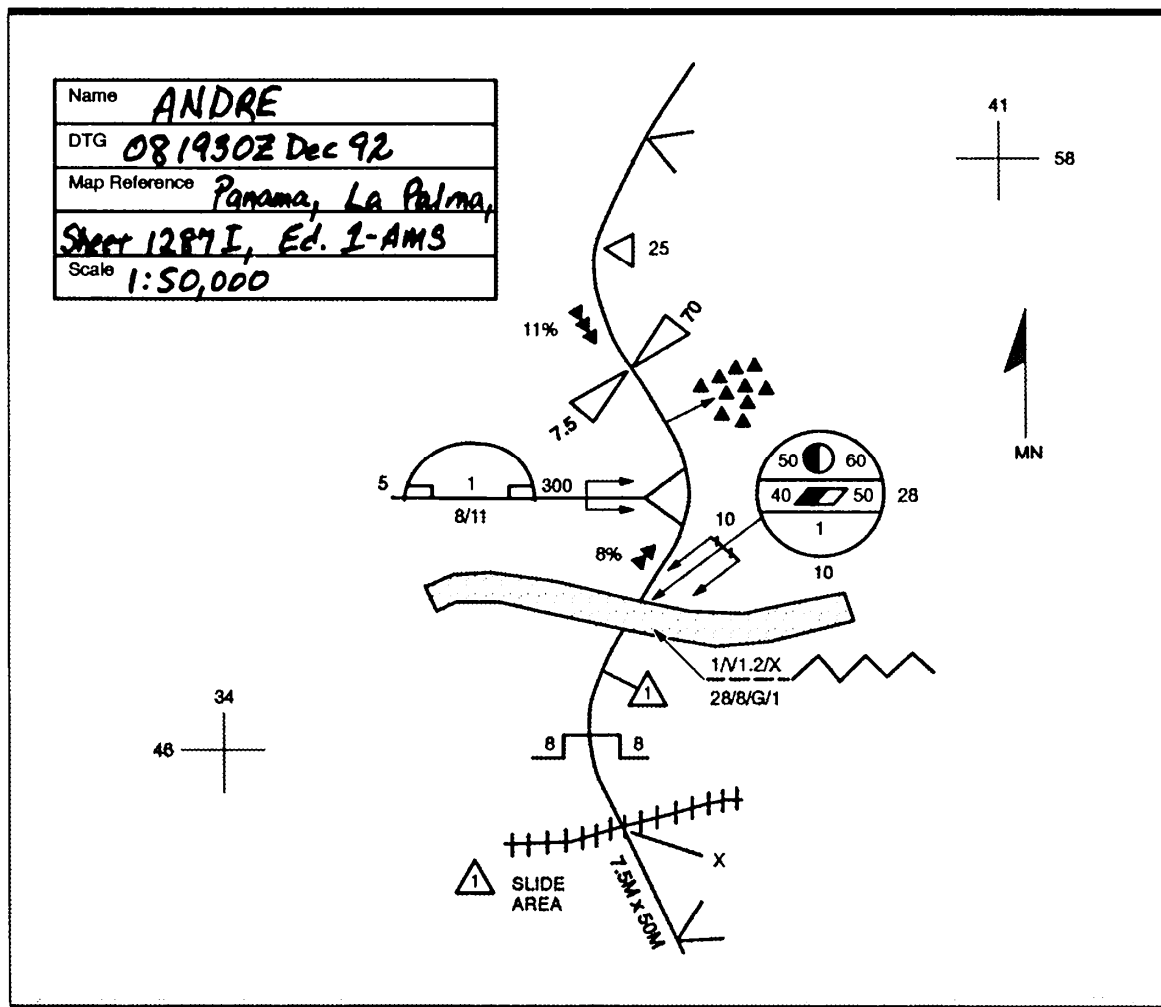 Name ANDRE
DTG 081930Z Dec 92
Map Reference Panama, La Palma,
Sheet 1287 I, Ed. 1-AMS
Scale 1:50,000
41
58
25
11%
70
7.5
MN
50 60
40 50 28
1
10
5 1 300
8/11
10
8%
1/V1.2/X
28/8/G/1
1
34
46
8 8
X
7.5M x 50M
1 SLIDE
AREA